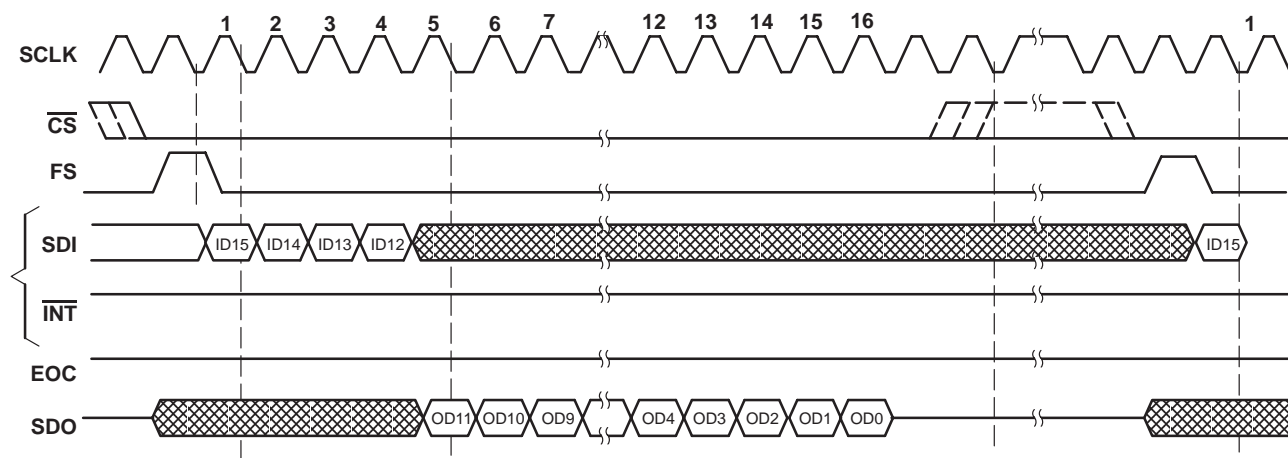 1 2 3 4 5 6 7 12 13 14 15 16 1
SCLK
CS
FS
SDI ID15 ID14 ID13 ID12 ID15
INT
EOC
SDO OD11 OD10 OD9 OD4 OD3 OD2 OD1 OD0